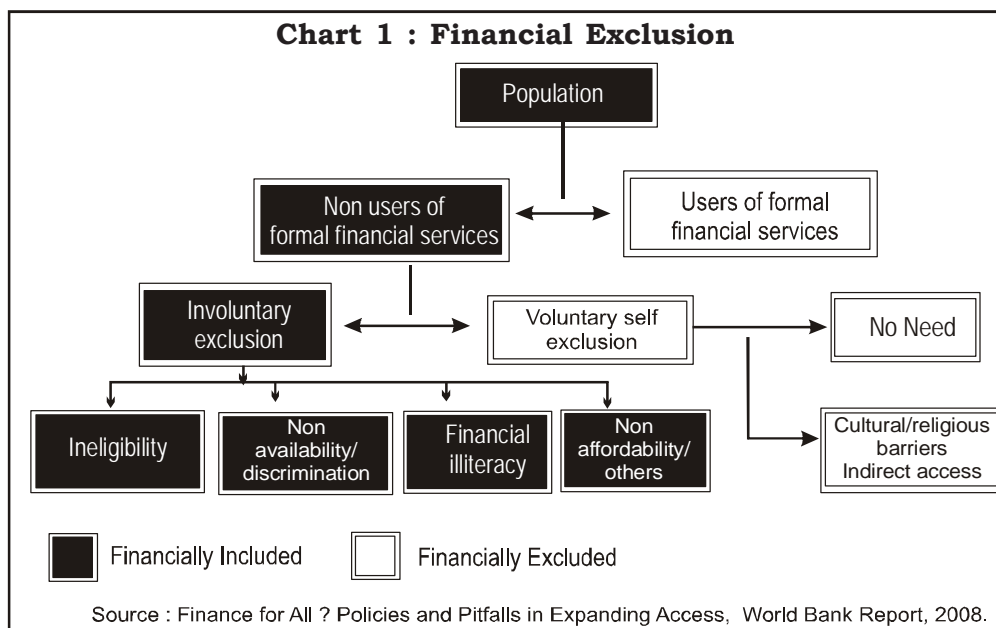 Chart 1 : Financial Exclusion
Population
Non users of
formal financial services
Users of formal
financial services
Involuntary
exclusion
Voluntary self
exclusion
No Need
Ineligibility
Non
availability/
discrimination
Financial
illiteracy
Non
affordability/
others
Cultural/religious
barriers
Indirect access
Financially Included
Financially Excluded
Source : Finance for All ? Policies and Pitfalls in Expanding Access, World Bank Report, 2008.